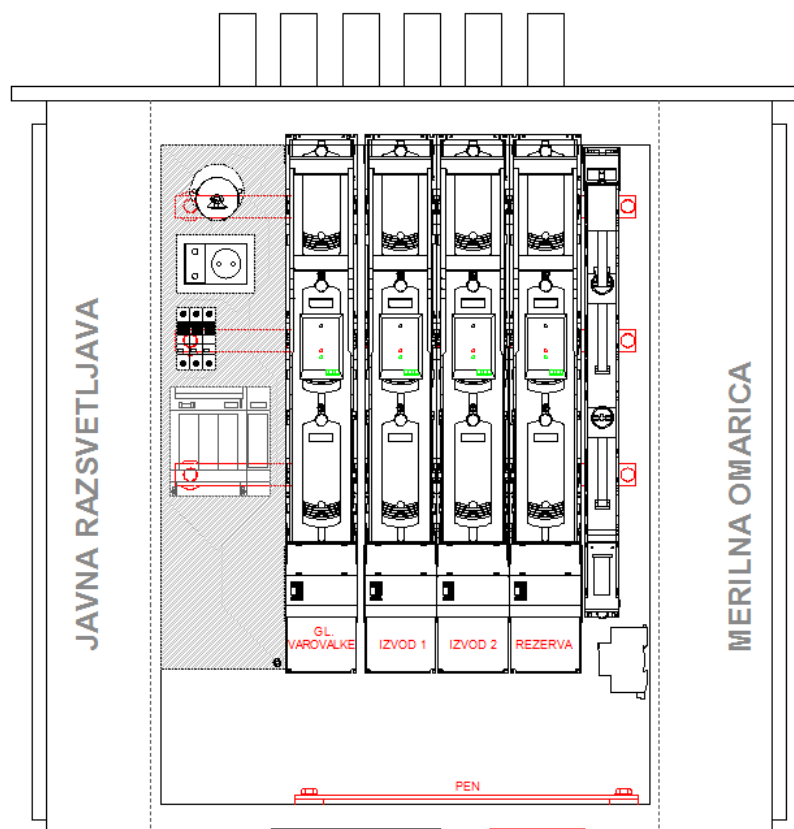 JAVNA RAZSVETLJAVA
MERILNA OMARICA
GL.
VAROVALKE
IZVOD 1
IZVOD 2
REZERVA
PEN